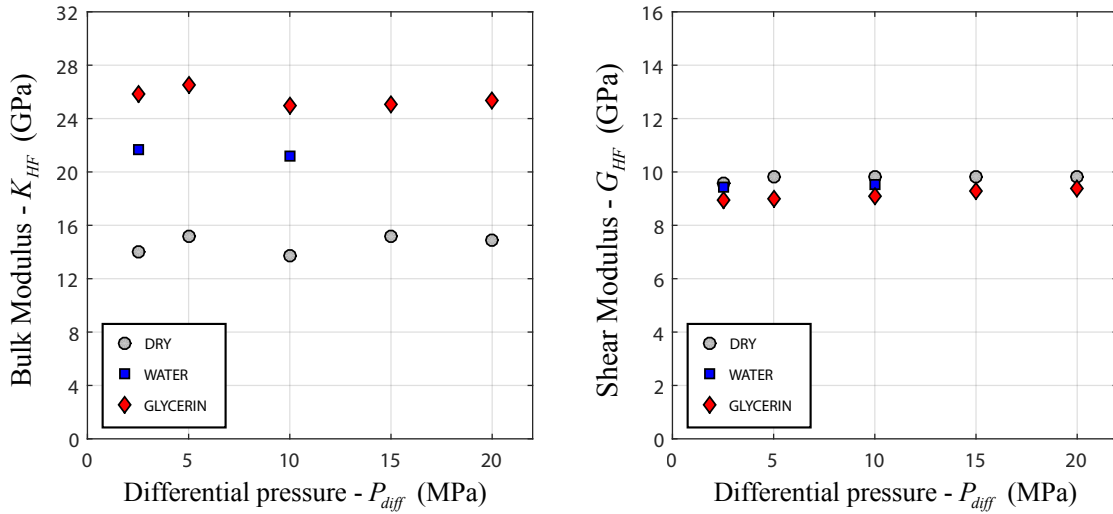 Bulk Modulus - K_HF (GPa)
32
28
24
20
16
12
8
4
0
DRY
WATER
GLYCERIN
0 5 10 15 20
Differential pressure - P_diff (MPa)
Shear Modulus - G_HF (GPa)
16
14
12
10
8
6
4
2
0
DRY
WATER
GLYCERIN
0 5 10 15 20
Differential pressure - P_diff (MPa)